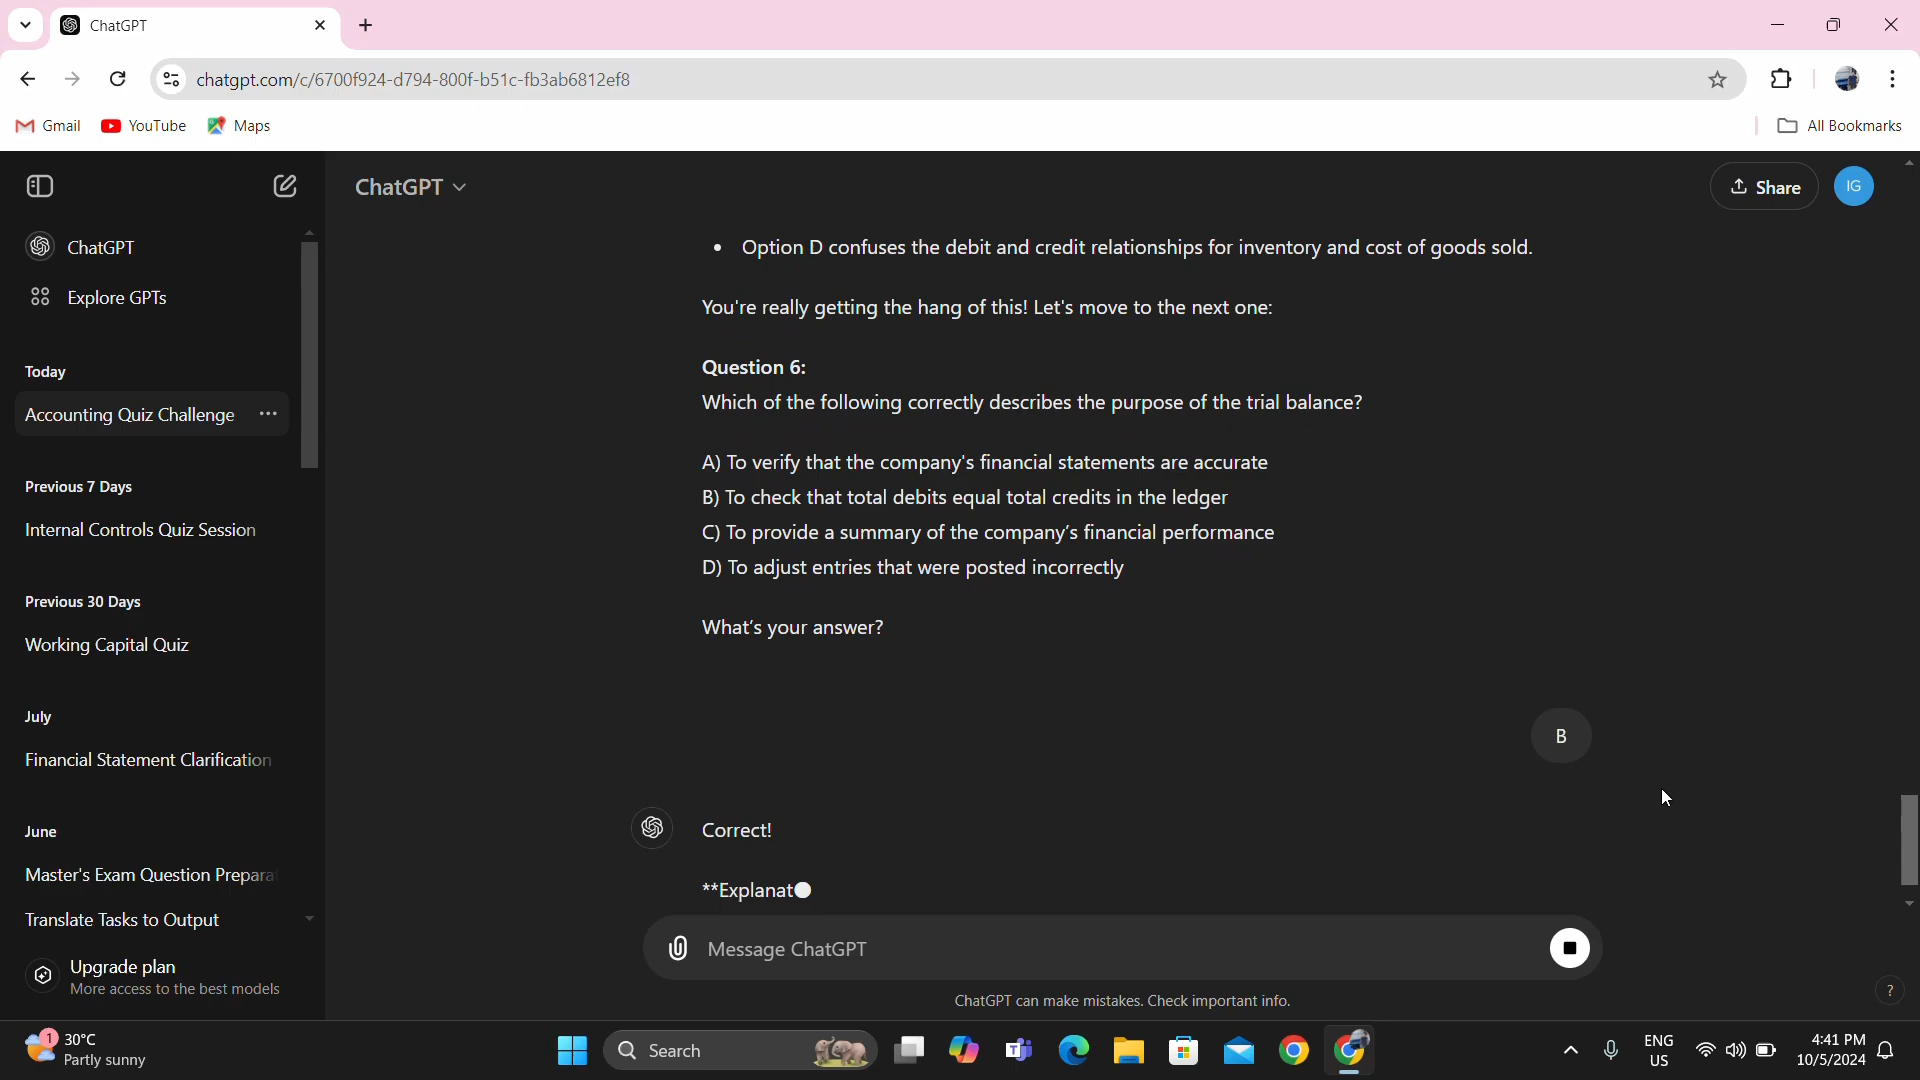 ChatGPT
chatgpt.com/c/6700f924-d794-800f-b51c-fb3ab6812ef8
Gmail YouTube Maps All Bookmarks
ChatGPT Share IG
ChatGPT
Explore GPTs
Today
Accounting Quiz Challenge
Previous 7 Days
Internal Controls Quiz Session
Previous 30 Days
Working Capital Quiz
July
Financial Statement Clarification
June
Master's Exam Question Prepara
Translate Tasks to Output
Upgrade plan
More access to the best models
• Option D confuses the debit and credit relationships for inventory and cost of goods sold.
You're really getting the hang of this! Let's move to the next one:
Question 6:
Which of the following correctly describes the purpose of the trial balance?
A) To verify that the company's financial statements are accurate
B) To check that total debits equal total credits in the ledger
C) To provide a summary of the company’s financial performance
D) To adjust entries that were posted incorrectly
What’s your answer?
B
Correct!
**Explanat
Message ChatGPT
ChatGPT can make mistakes. Check important info.
?
1
30°C
Partly sunny
Search
ENG
US
4:41 PM
10/5/2024